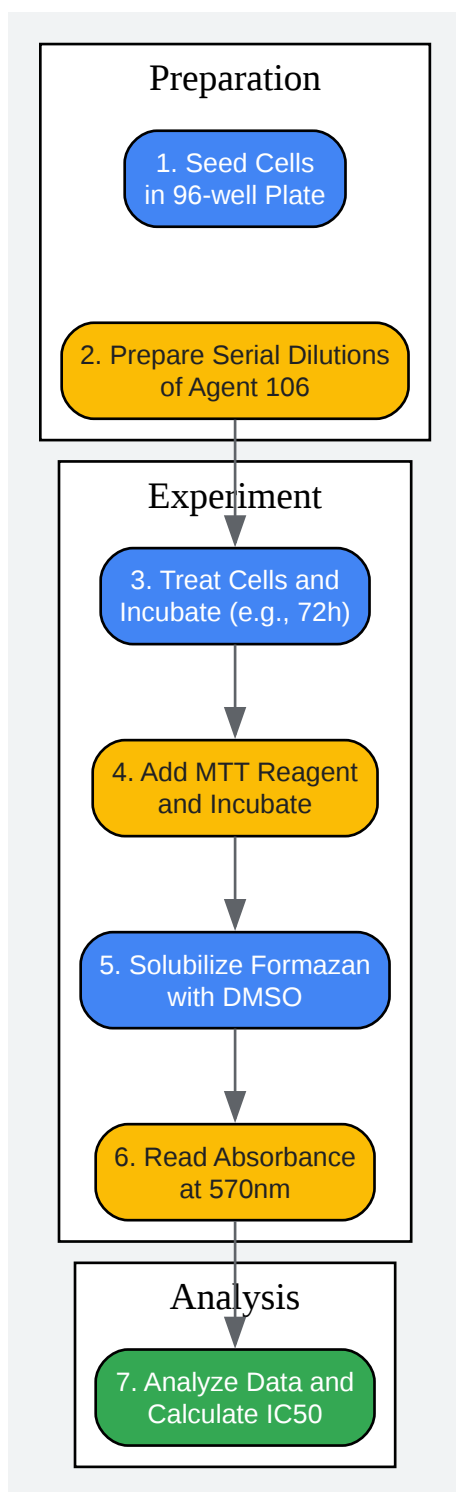 Preparation
1. Seed Cells
in 96-well Plate
2. Prepare Serial Dilutions
of Agent 106
Experiment
3. Treat Cells and
Incubate (e.g., 72h)
4. Add MTT Reagent
and Incubate
5. Solubilize Formazan
with DMSO
6. Read Absorbance
at 570nm
Analysis
7. Analyze Data and
Calculate IC50